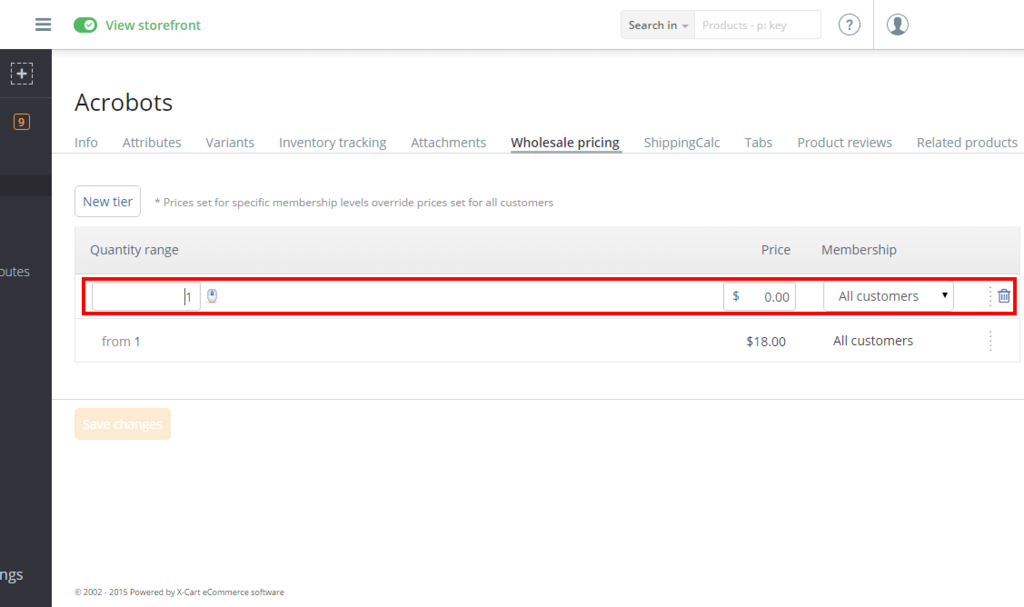 View storefront
Search in
Products - p: key
?
9
Acrobots
Info Attributes Variants Inventory tracking Attachments Wholesale pricing ShippingCalc Tabs Product reviews Related products
New tier * Prices set for specific membership levels override prices set for all customers
Quantity range Price Membership
1 $ 0.00 All customers
from 1 $18.00 All customers
butes
Save changes
ngs
© 2002 - 2015 Powered by X-Cart eCommerce software